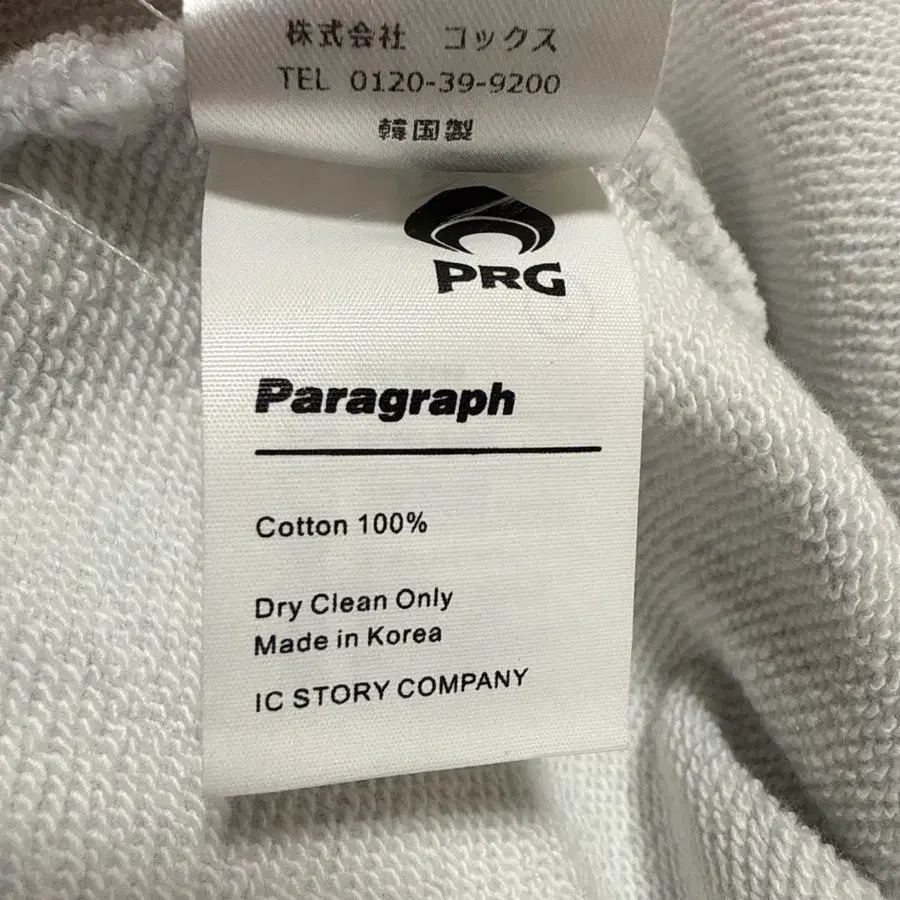 株式会社 コックス
TEL 0120-39-9200
韓国製
PRG
Paragraph
Cotton 100%
Dry Clean Only
Made in Korea
IC STORY COMPANY